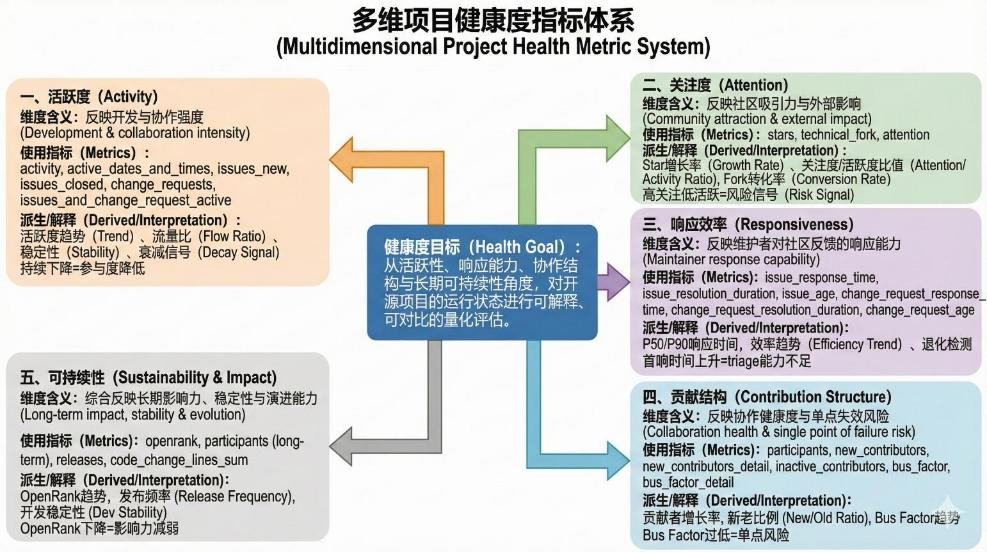 多维项目健康度指标体系
(Multidimensional Project Health Metric System)
一、活跃度（Activity）
维度含义：反映开发与协作强度
(Development & collaboration intensity)
使用指标（Metrics）：
activity, active_dates_and_times, issues_new,
issues_closed, change_requests,
issues_and_change_request_active
派生/解释（Derived/Interpretation）：
活跃度趋势（Trend）、流量比（Flow Ratio）、
稳定性（Stability）、衰减信号（Decay Signal）
持续下降=参与度降低
二、关注度（Attention）
维度含义：反映社区吸引力与外部影响
(Community attraction & external impact)
使用指标（Metrics）：stars, technical_fork, attention
派生/解释（Derived/Interpretation）：
Star增长率（Growth Rate）、关注度/活跃度比值（Attention/
Activity Ratio), Fork转化率（Conversion Rate）
高关注低活跃=风险信号（Risk Signal）
健康度目标（Health Goal）：
从活跃性、响应能力、协作结
构与长期可持续性角度，对开
源项目的运行状态进行可解释、
可对比的量化评估。
三、响应效率（Responsiveness）
维度含义：反映维护者对社区反馈的响应能力
(Maintainer response capability)
使用指标（Metrics）：issue_response_time,
issue_resolution_duration, issue_age, change_request_response_
time, change_request_resolution_duration, change_request_age
派生/解释（Derived/Interpretation）：
P50/P90响应时间，效率趋势（Efficiency Trend）、退化检测
首响时间上升=triage能力不足
四、贡献结构（Contribution Structure）
维度含义：反映协作健康度与单点失效风险
(Collaboration health & single point of failure risk)
使用指标（Metrics）：participants, new_contributors,
new_contributors_detail, inactive_contributors, bus_factor,
bus_factor_detail
派生/解释（Derived/Interpretation）：
贡献者增长率, 新老比例 (New/Old Ratio), Bus Factor趋势
Bus Factor过低=单点风险
五、可持续性（Sustainability & Impact）
维度含义：综合反映长期影响力、稳定性与演进能力
(Long-term impact, stability & evolution)
使用指标（Metrics）：openrank, participants (long-
term), releases, code_change_lines_sum
派生/解释（Derived/Interpretation）：
OpenRank趋势，发布频率 (Release Frequency),
开发稳定性 (Dev Stability)
OpenRank下降=影响力减弱